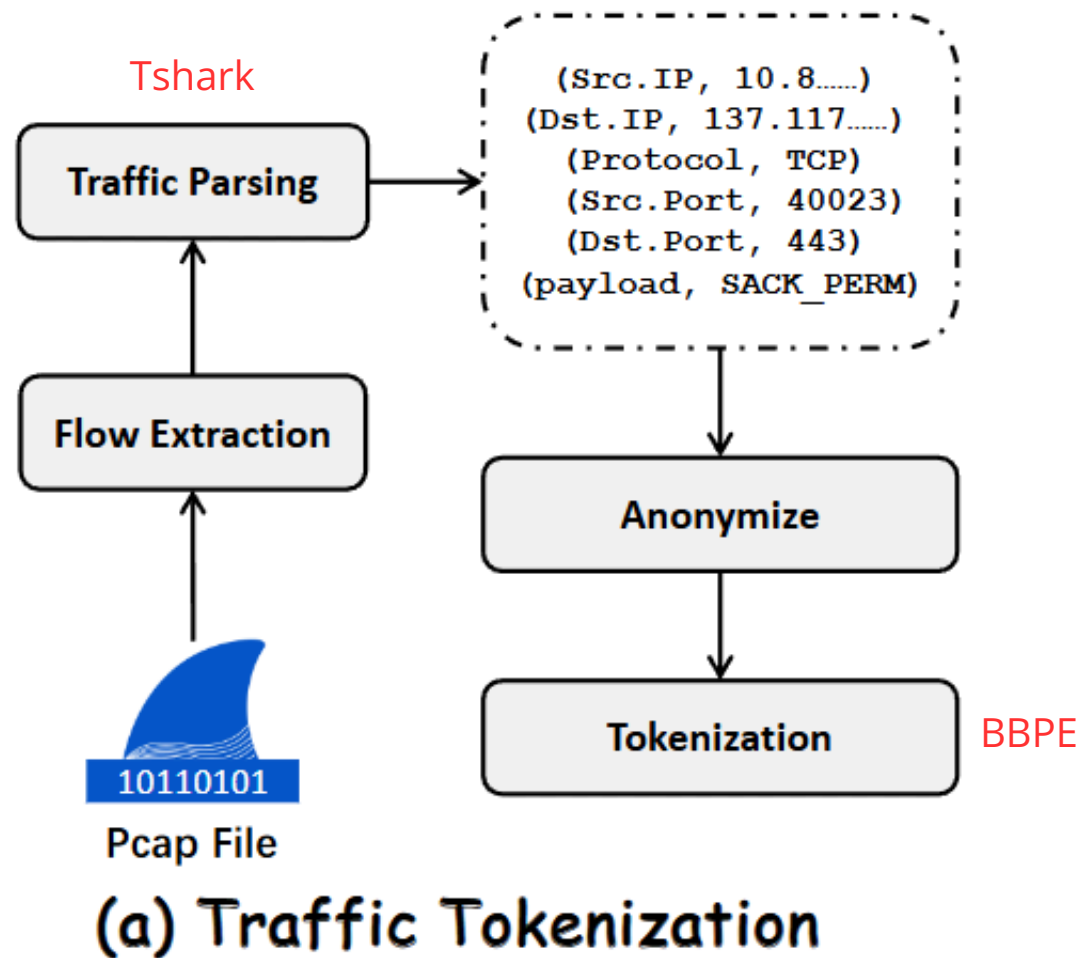 Tshark
Traffic Parsing
(Src.IP, 10.8......)
(Dst.IP, 137.117......)
(Protocol, TCP)
(Src.Port, 40023)
(Dst.Port, 443)
(payload, SACK_PERM)
Flow Extraction
Anonymize
Tokenization
BBPE
10110101
Pcap File
(a) Traffic Tokenization